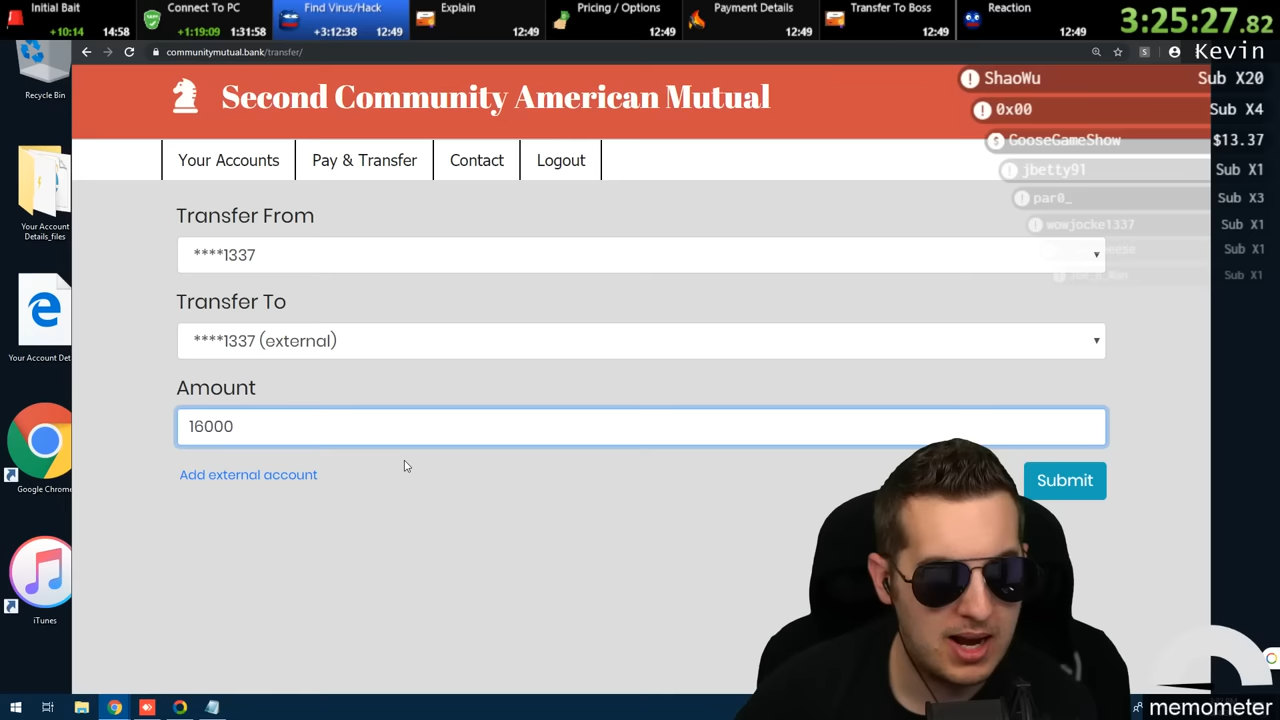 Initial Bait
+10:14 14:58
Connect To PC
+1:19:09 1:31:58
Find Virus/Hack
+3:12:38 12:49
Explain
12:49
Pricing / Options
12:49
Payment Details
12:49
Transfer To Boss
12:49
Reaction
12:49
3:25:27.82
communitymutual.bank/transfer/
Kevin
Recycle Bin
Second Community American Mutual
ShaoWu Sub X20
0x00 Sub X4
GooseGameShow $13.37
jbetty91 Sub X1
par0_ Sub X3
wowjocke1337 Sub X1
Sub X1
Sub X1
Your Accounts
Pay & Transfer
Contact
Logout
Your Account
Details_files
Transfer From
****1337
Transfer To
****1337 (external)
Your Account Det...
Amount
16000
Add external account
Submit
Google Chrome
iTunes
memometer